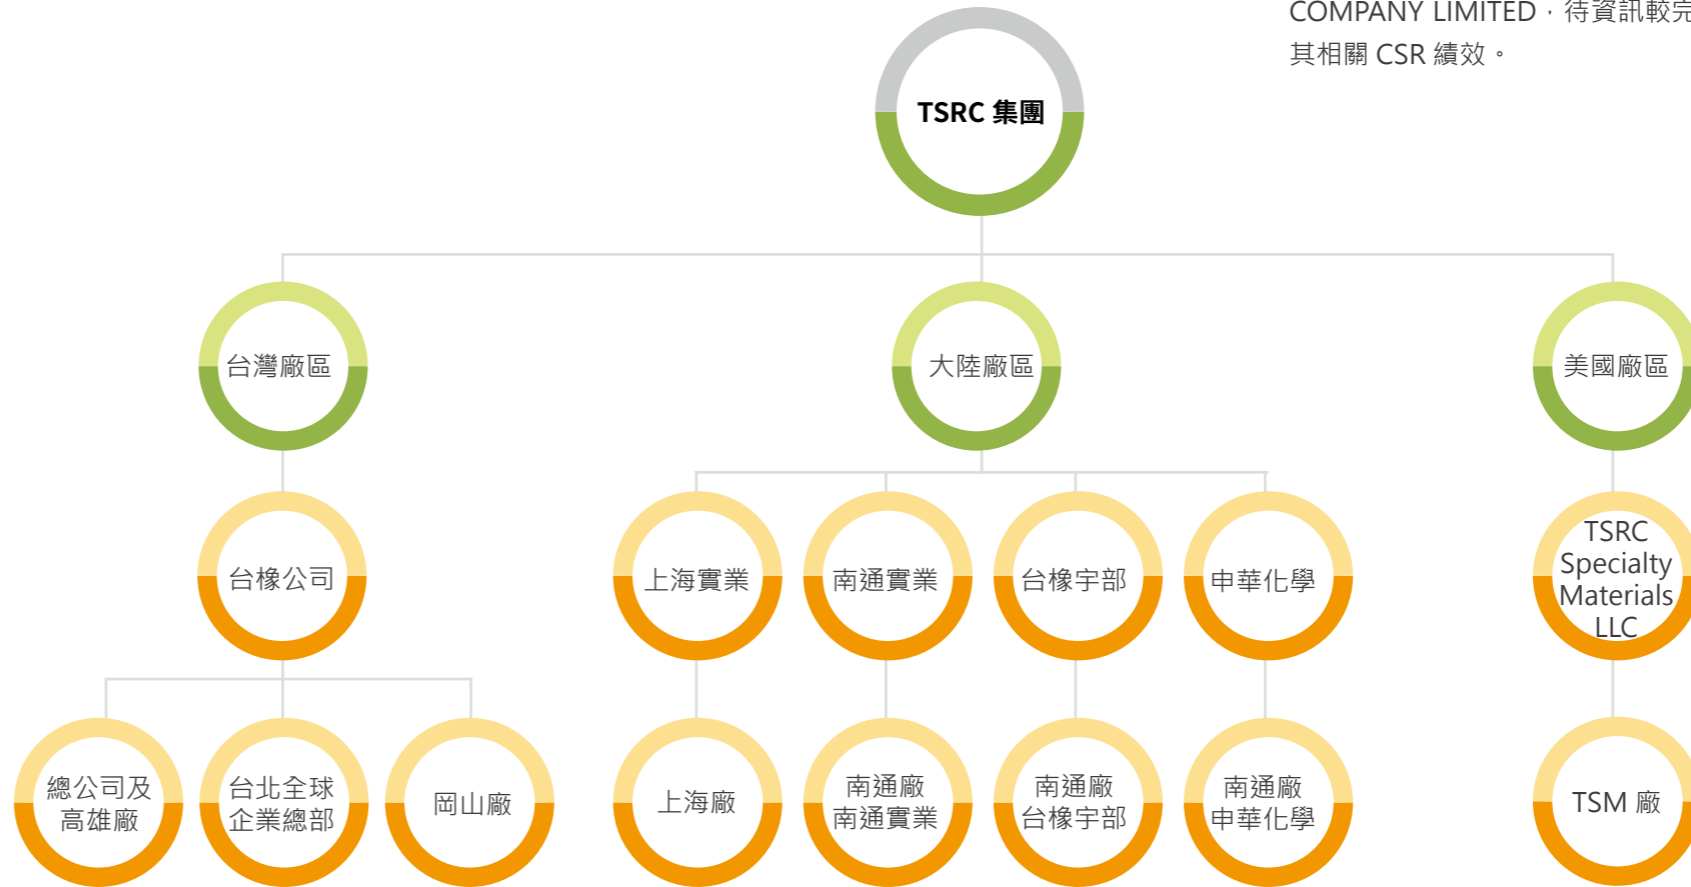 COMPANY LIMITED，待資訊較完
其相關 CSR 績效。
TSRC 集團
台灣廠區
大陸廠區
美國廠區
台橡公司
上海實業
南通實業
台橡宇部
申華化學
TSRC
Specialty
Materials
LLC
總公司及
高雄廠
台北全球
企業總部
岡山廠
上海廠
南通廠
南通實業
南通廠
台橡宇部
南通廠
申華化學
TSM 廠